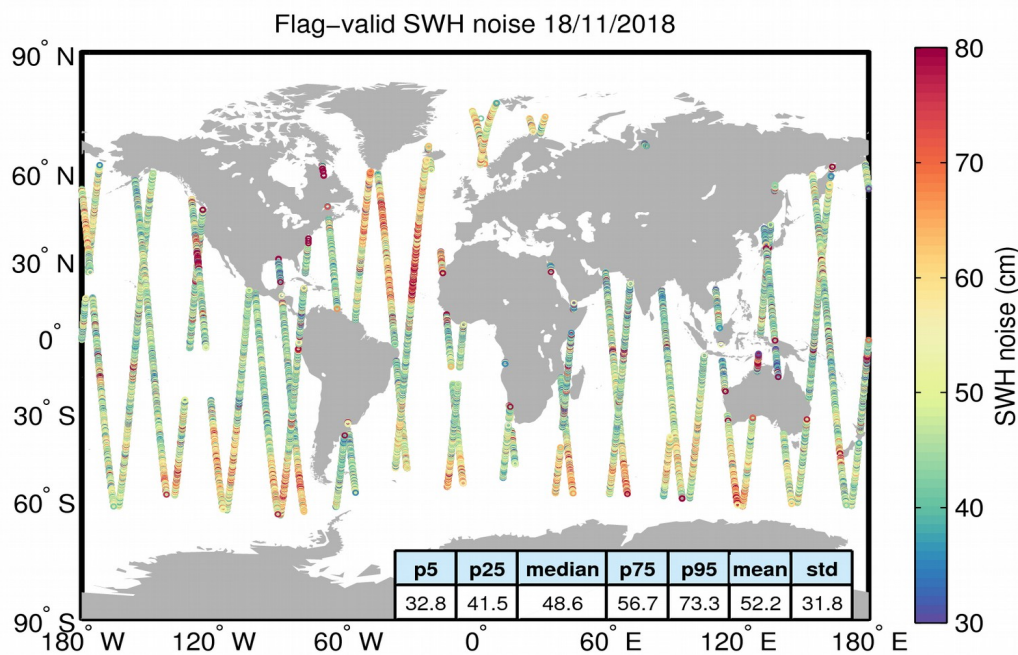 Flag−valid SWH noise 18/11/2018
90° N
60° N
30° N
0°
30° S
60° S
90° S
180° W
120° W
60° W
0°
60° E
120° E
180° E
80
70
60
50
40
30
SWH noise (cm)
p5 p25 median p75 p95 mean std
32.8 41.5 48.6 56.7 73.3 52.2 31.8